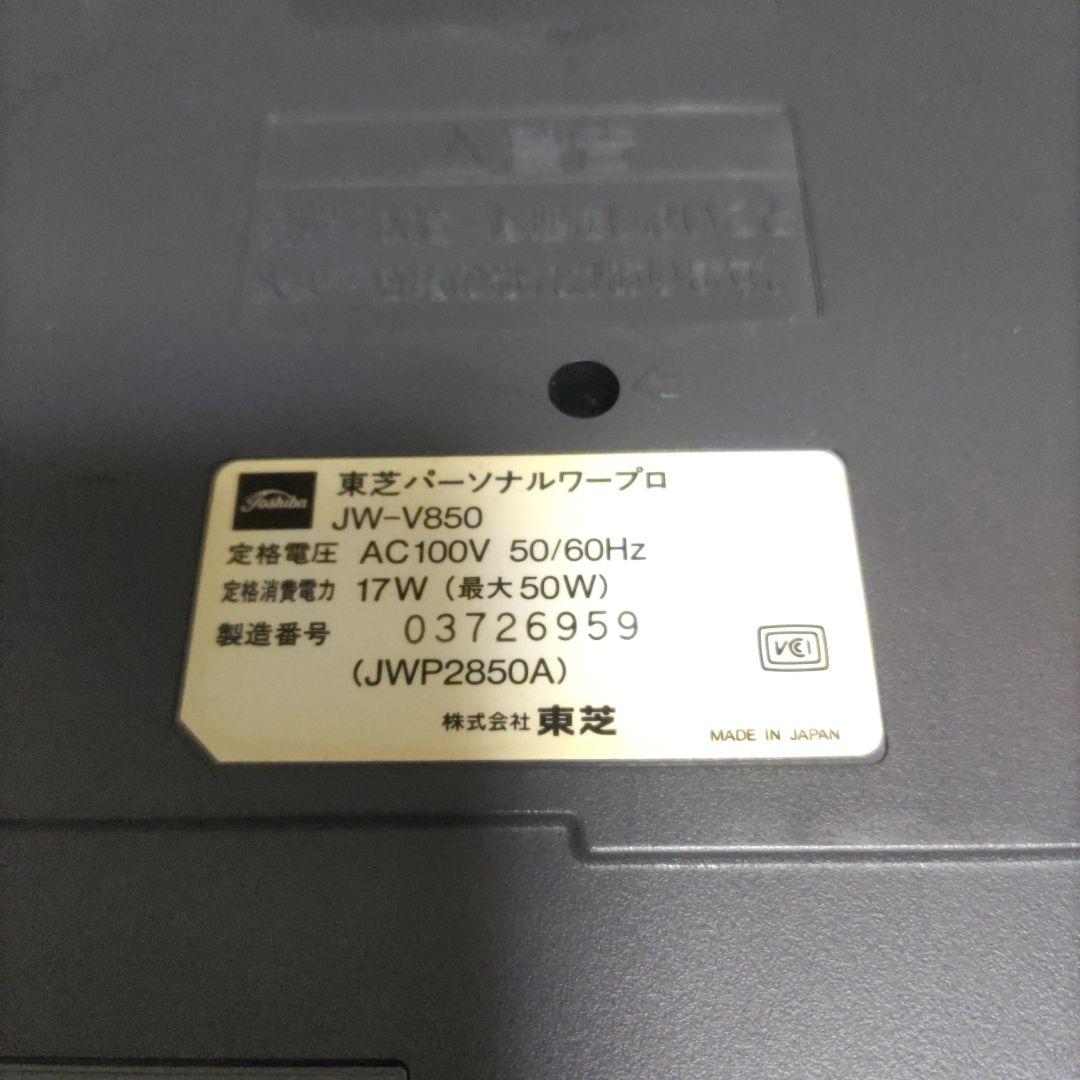 Toshiba
東芝パーソナルワープロ
JW-V850
定格電圧 AC100V 50/60Hz
定格消費電力 17W (最大50W)
製造番号 03726959
(JWP2850A)
VCCI
株式会社 東芝
MADE IN JAPAN